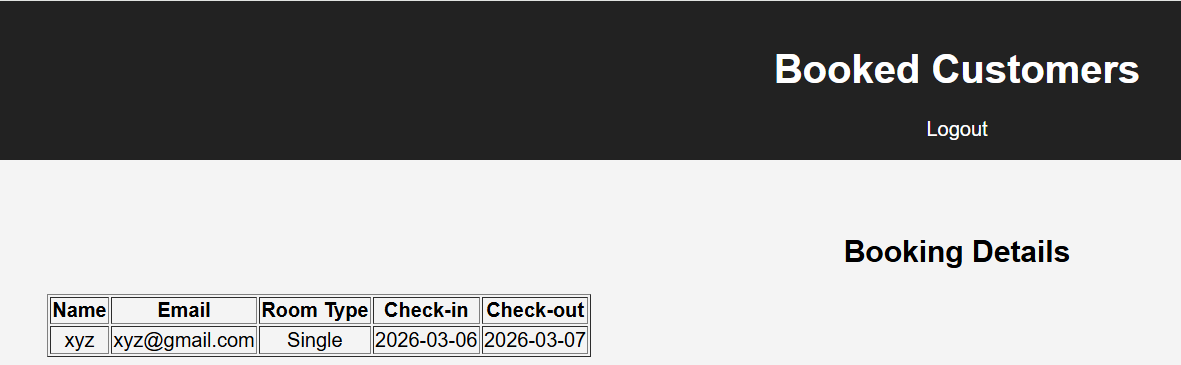 Booked Customers
Logout
Booking Details
Name Email Room Type Check-in Check-out
xyz xyz@gmail.com Single 2026-03-06 2026-03-07